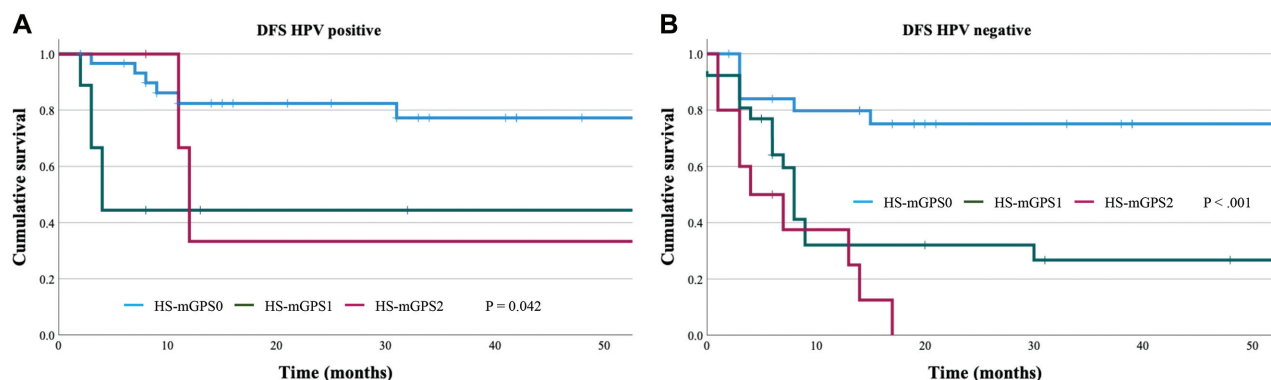 A
DFS HPV positive
1.0
0.8
0.6
0.4
0.2
0.0
Cumulative survival
HS-mGPS0 HS-mGPS1 HS-mGPS2 P = 0.042
0 10 20 30 40 50
Time (months)
B
DFS HPV negative
1.0
0.8
0.6
0.4
0.2
0.0
Cumulative survival
HS-mGPS0 HS-mGPS1 HS-mGPS2 P < .001
0 10 20 30 40 50
Time (months)